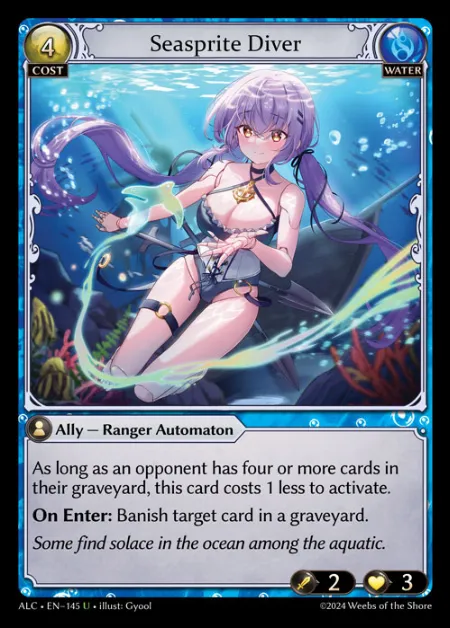 4
Seasprite Diver
COST
WATER
Ally — Ranger Automaton
As long as an opponent has four or more cards in
their graveyard, this card costs 1 less to activate.
On Enter: Banish target card in a graveyard.
Some find solace in the ocean among the aquatic.
2
3
ALC • EN-145 U • illust: Gyool
©2024 Weebs of the Shore